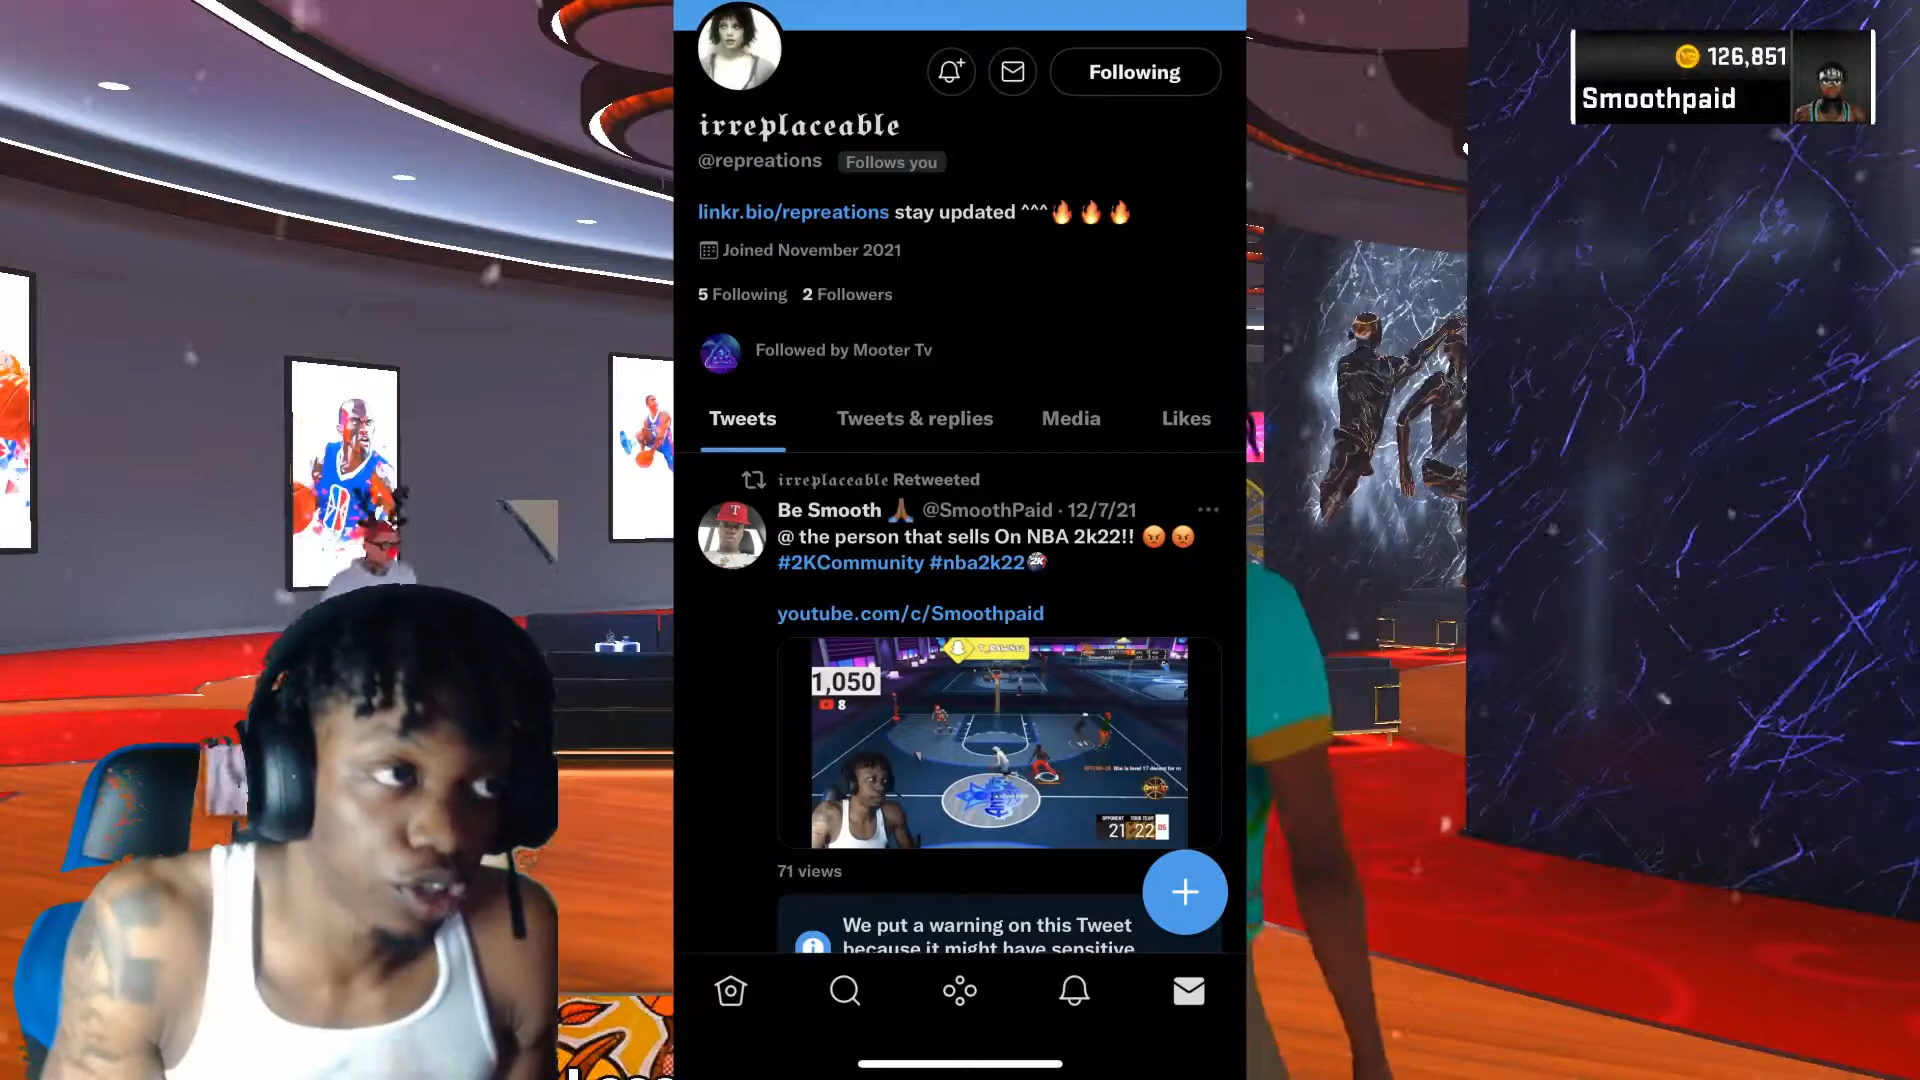 126,851
Smoothpaid
Following
irreplaceable
@repreations Follows you
linkr.bio/repreations stay updated ^^^🔥🔥🔥
Joined November 2021
5 Following 2 Followers
Followed by Mooter Tv
Tweets Tweets & replies Media Likes
irreplaceable Retweeted
Be Smooth 🙏🏾 @SmoothPaid · 12/7/21
@ the person that sells On NBA 2k22!! 😡 😡
#2KCommunity #nba2k22
youtube.com/c/Smoothpaid
1,050
8
21 22
71 views
We put a warning on this Tweet
because it might have sensitive